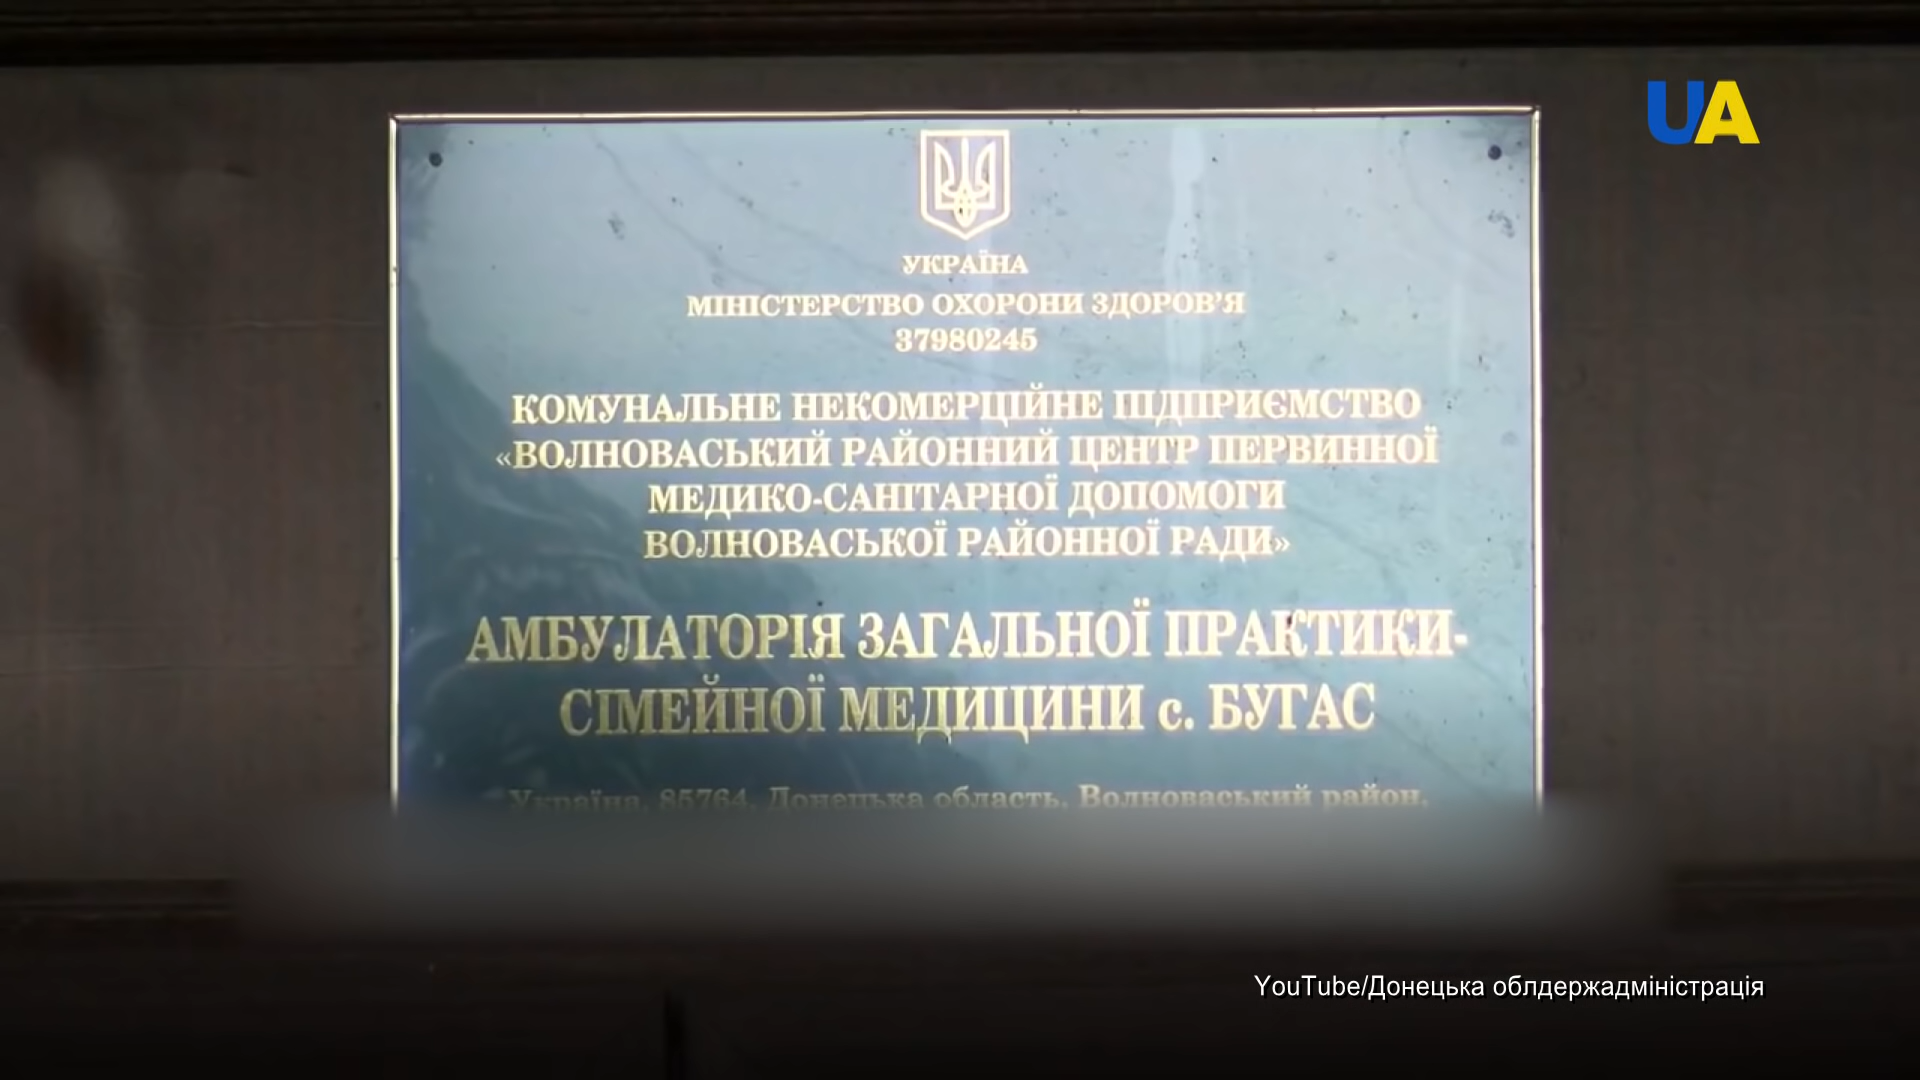 UA
УКРАЇНА
МІНІСТЕРСТВО ОХОРОНИ ЗДОРОВ'Я
37980245
КОМУНАЛЬНЕ НЕКОМЕРЦІЙНЕ ПІДПРИЄМСТВО
«ВОЛНОВАСЬКИЙ РАЙОННИЙ ЦЕНТР ПЕРВИННОЇ
МЕДИКО-САНІТАРНОЇ ДОПОМОГИ
ВОЛНОВАСЬКОЇ РАЙОННОЇ РАДИ»
АМБУЛАТОРІЯ ЗАГАЛЬНОЇ ПРАКТИКИ-
СІМЕЙНОЇ МЕДИЦИНИ с. БУГАС
Україна, 85764, Донецька область, Волноваський район,
YouTube/Донецька облдержадміністрація